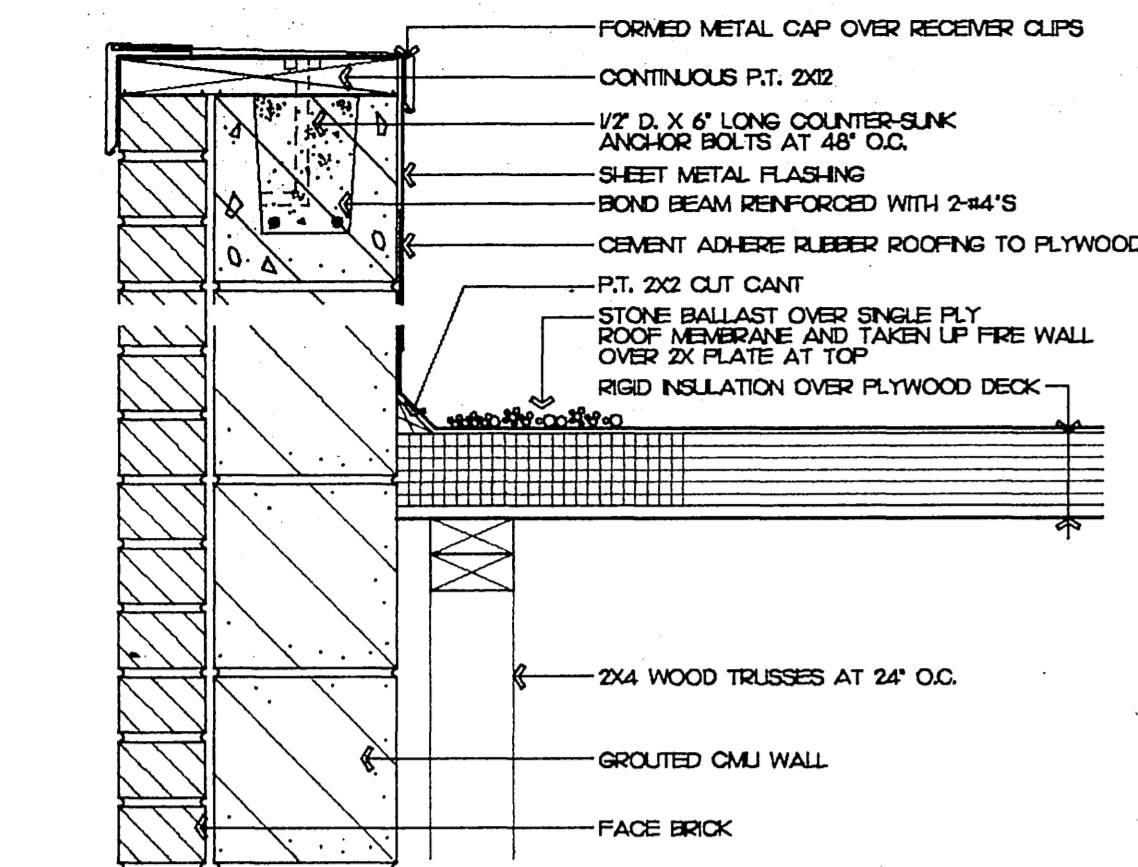 FORMED METAL CAP OVER RECEIVER CLIPS
CONTINUOUS P.T. 2X12
1/2" D. X 6" LONG COUNTER-SUNK
ANCHOR BOLTS AT 48" O.C.
SHEET METAL FLASHING
BOND BEAM REINFORCED WITH 2-#4'S
CEMENT ADHERE RUBBER ROOFING TO PLYWOOD
P.T. 2X2 CUT CANT
STONE BALLAST OVER SINGLE PLY
ROOF MEMBRANE AND TAKEN UP FIRE WALL
OVER 2X PLATE AT TOP
RIGID INSULATION OVER PLYWOOD DECK
2X4 WOOD TRUSSES AT 24" O.C.
GROUTED CMU WALL
FACE BRICK